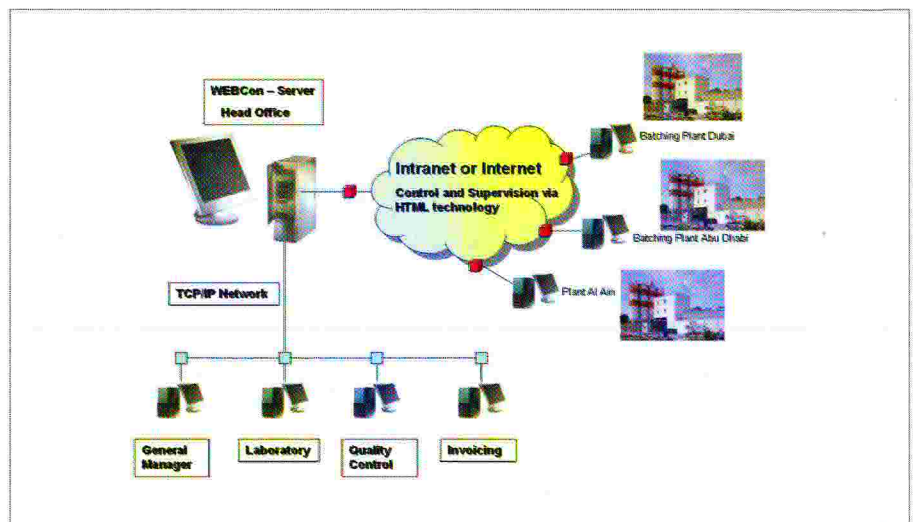 WEBCon – Server
Head Office
Intranet or Internet
Control and Supervision via
HTML technology
Batching Plant Dubai
Batching Plant Abu Dhabi
Plant Al Ain
TCP/IP Network
General
Manager
Laboratory
Quality
Control
Invoicing